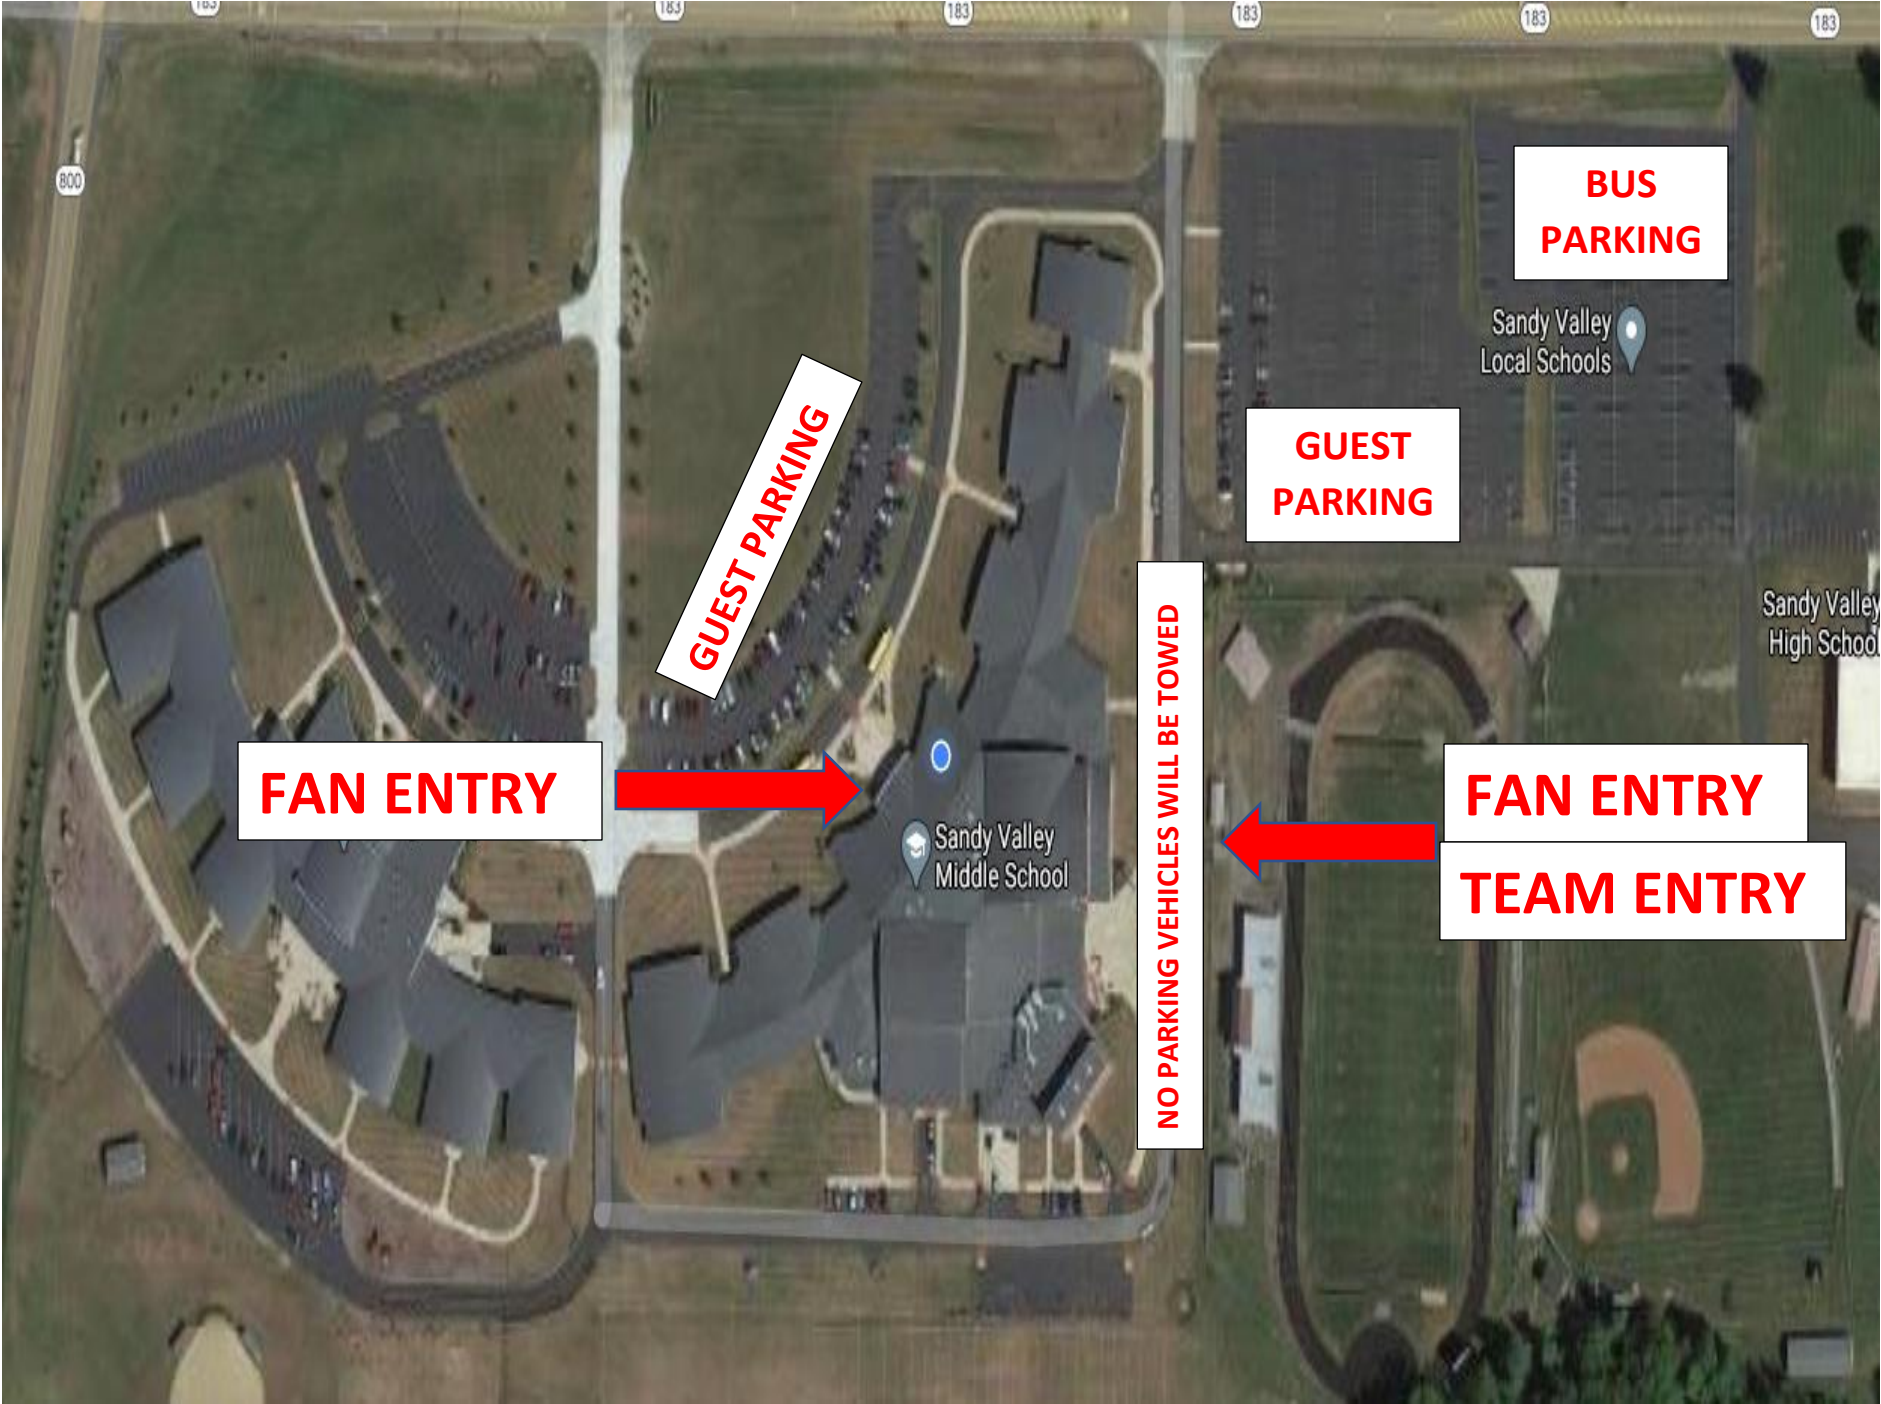 183
183
183
183
183
183
800
BUS
PARKING
Sandy Valley
Local Schools
GUEST
PARKING
GUEST PARKING
NO PARKING VEHICLES WILL BE TOWED
Sandy Valley
High School
FAN ENTRY
FAN ENTRY
TEAM ENTRY
Sandy Valley
Middle School